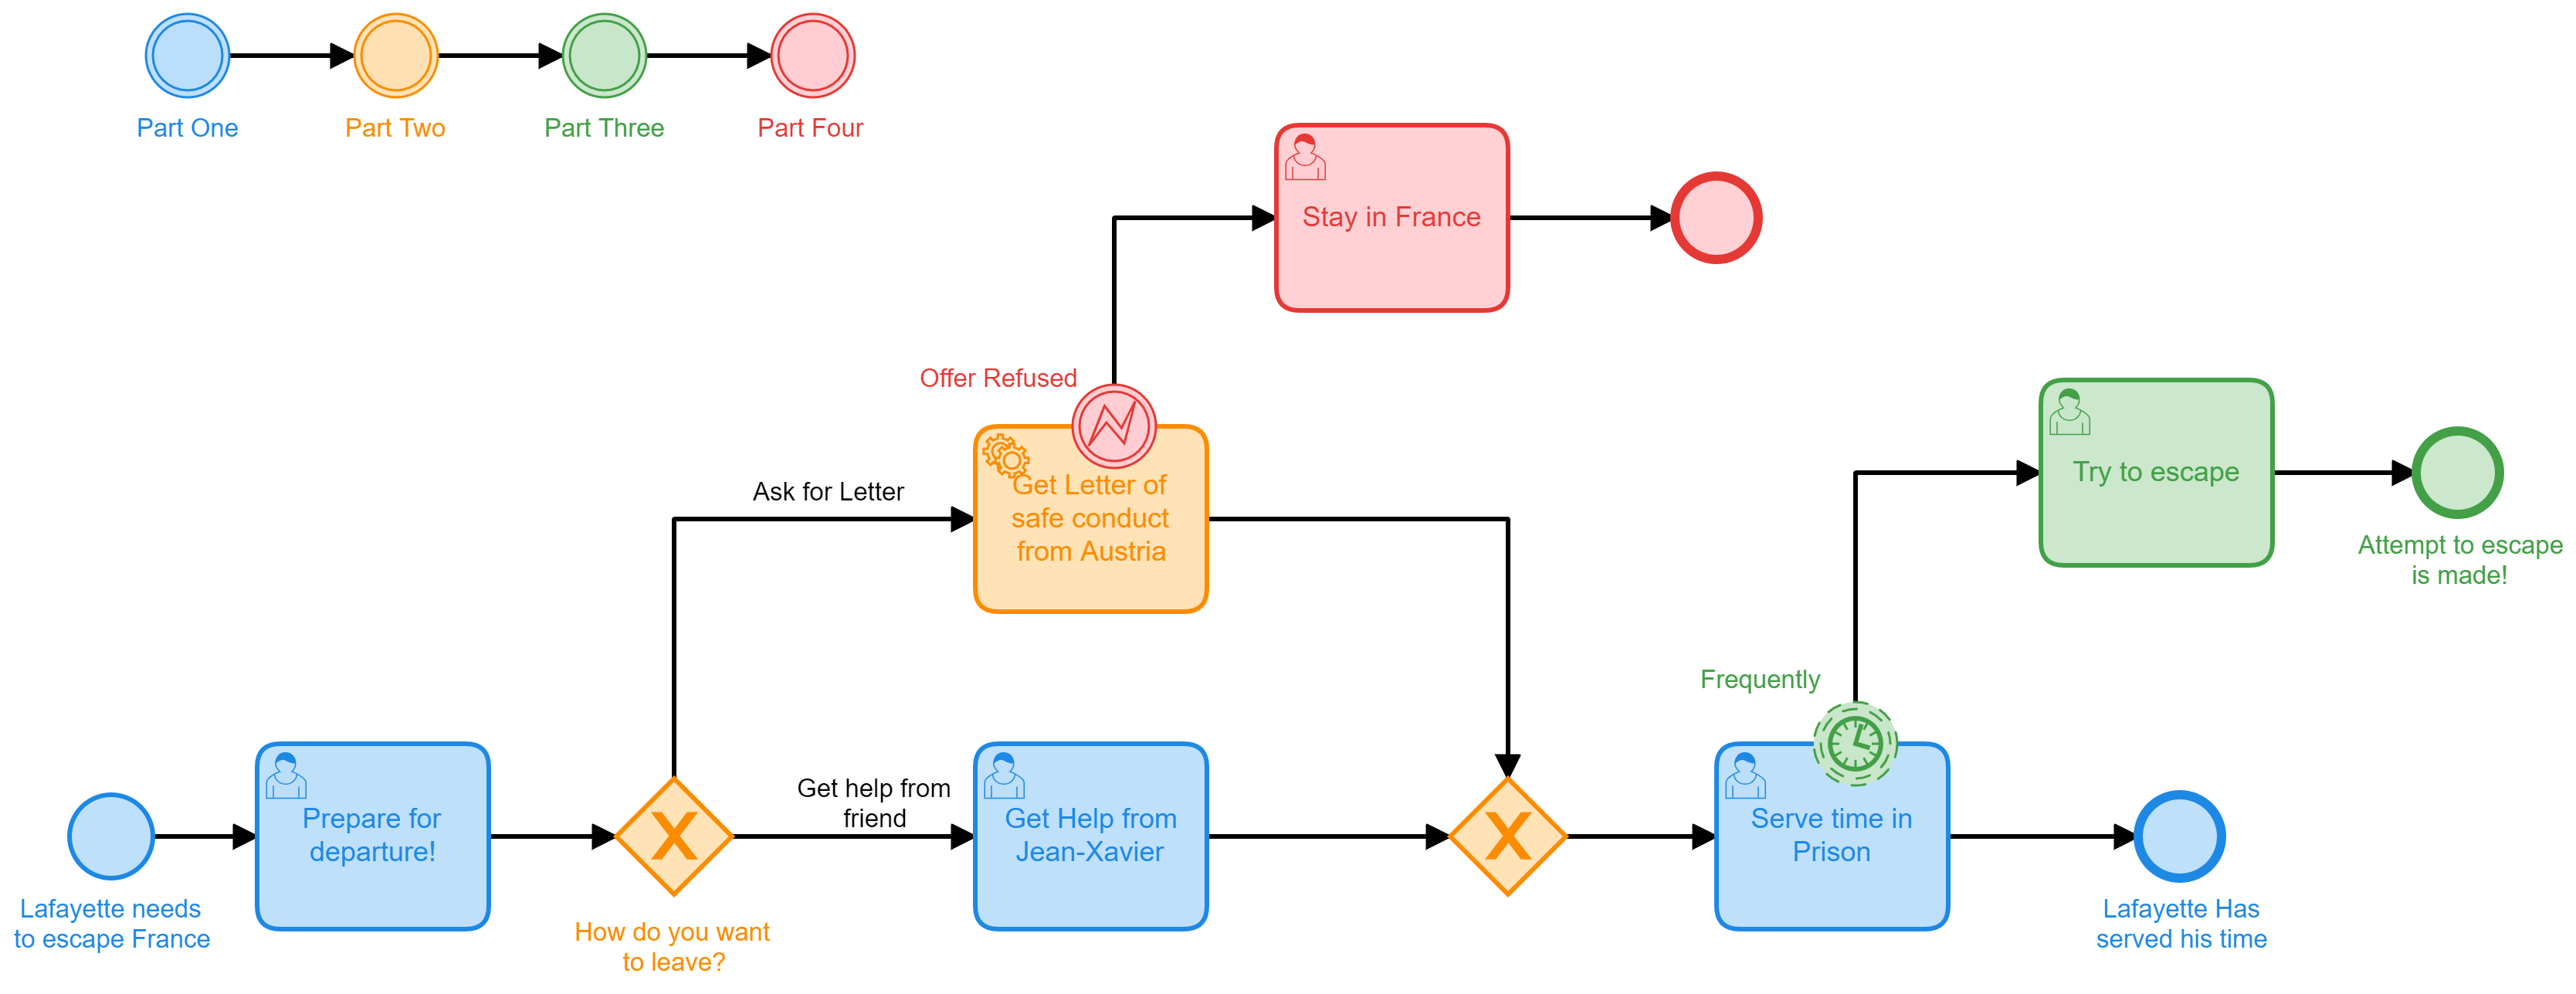 Part One
Part Two
Part Three
Part Four
Stay in France
Offer Refused
Get Letter of
safe conduct
from Austria
Ask for Letter
Try to escape
Attempt to escape
is made!
Frequently
Get help from
friend
Prepare for
departure!
X
Get Help from
Jean-Xavier
X
Serve time in
Prison
Lafayette needs
to escape France
How do you want
to leave?
Lafayette Has
served his time